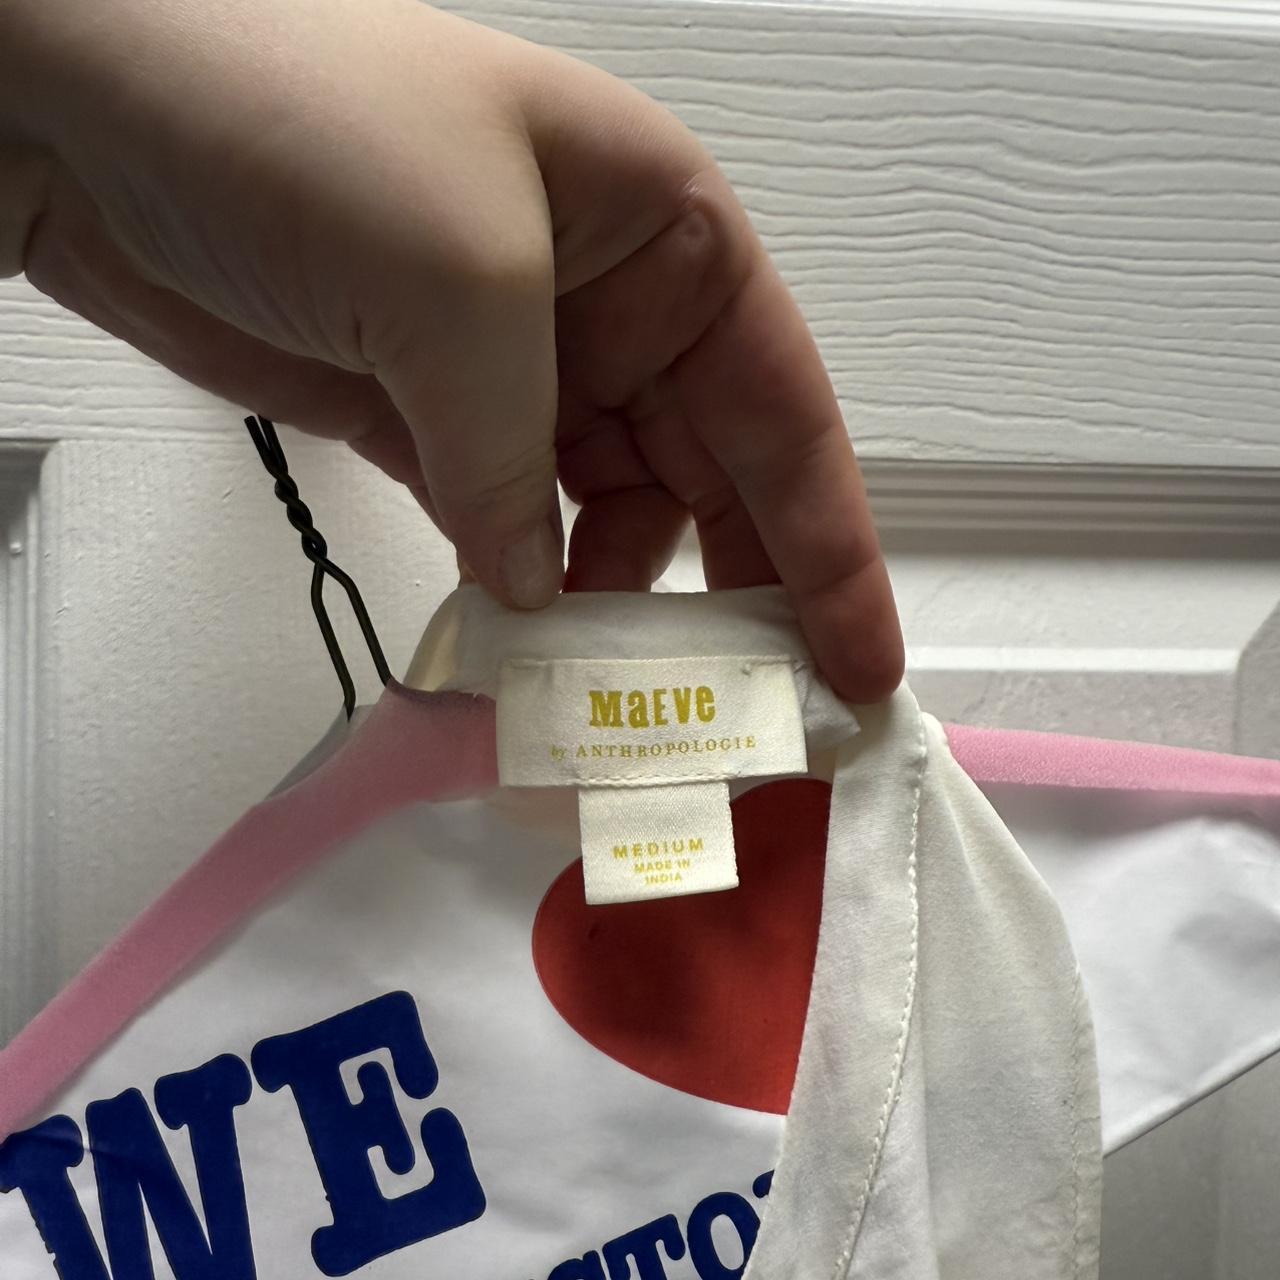 MaEve
by ANTHROPOLOGIE
MEDIUM
MADE IN
INDIA
WE